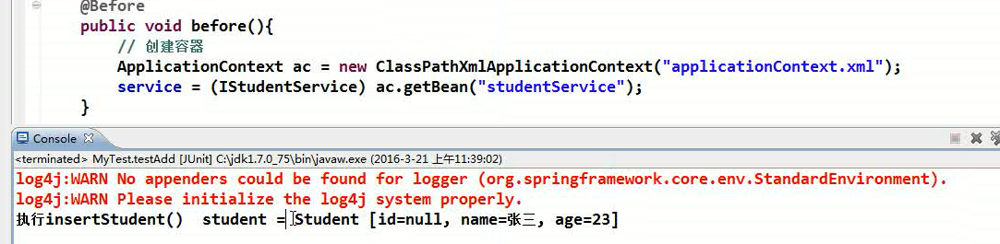 @Before
public void before(){
// 创建容器
ApplicationContext ac = new ClassPathXmlApplicationContext("applicationContext.xml");
service = (IStudentService) ac.getBean("studentService");
}
Console
<terminated> MyTest.testAdd [JUnit] C:\jdk1.7.0_75\bin\javaw.exe (2016-3-21 上午11:39:02)
log4j:WARN No appenders could be found for logger (org.springframework.core.env.StandardEnvironment).
log4j:WARN Please initialize the log4j system properly.
执行insertStudent()  student = Student [id=null, name=张三, age=23]